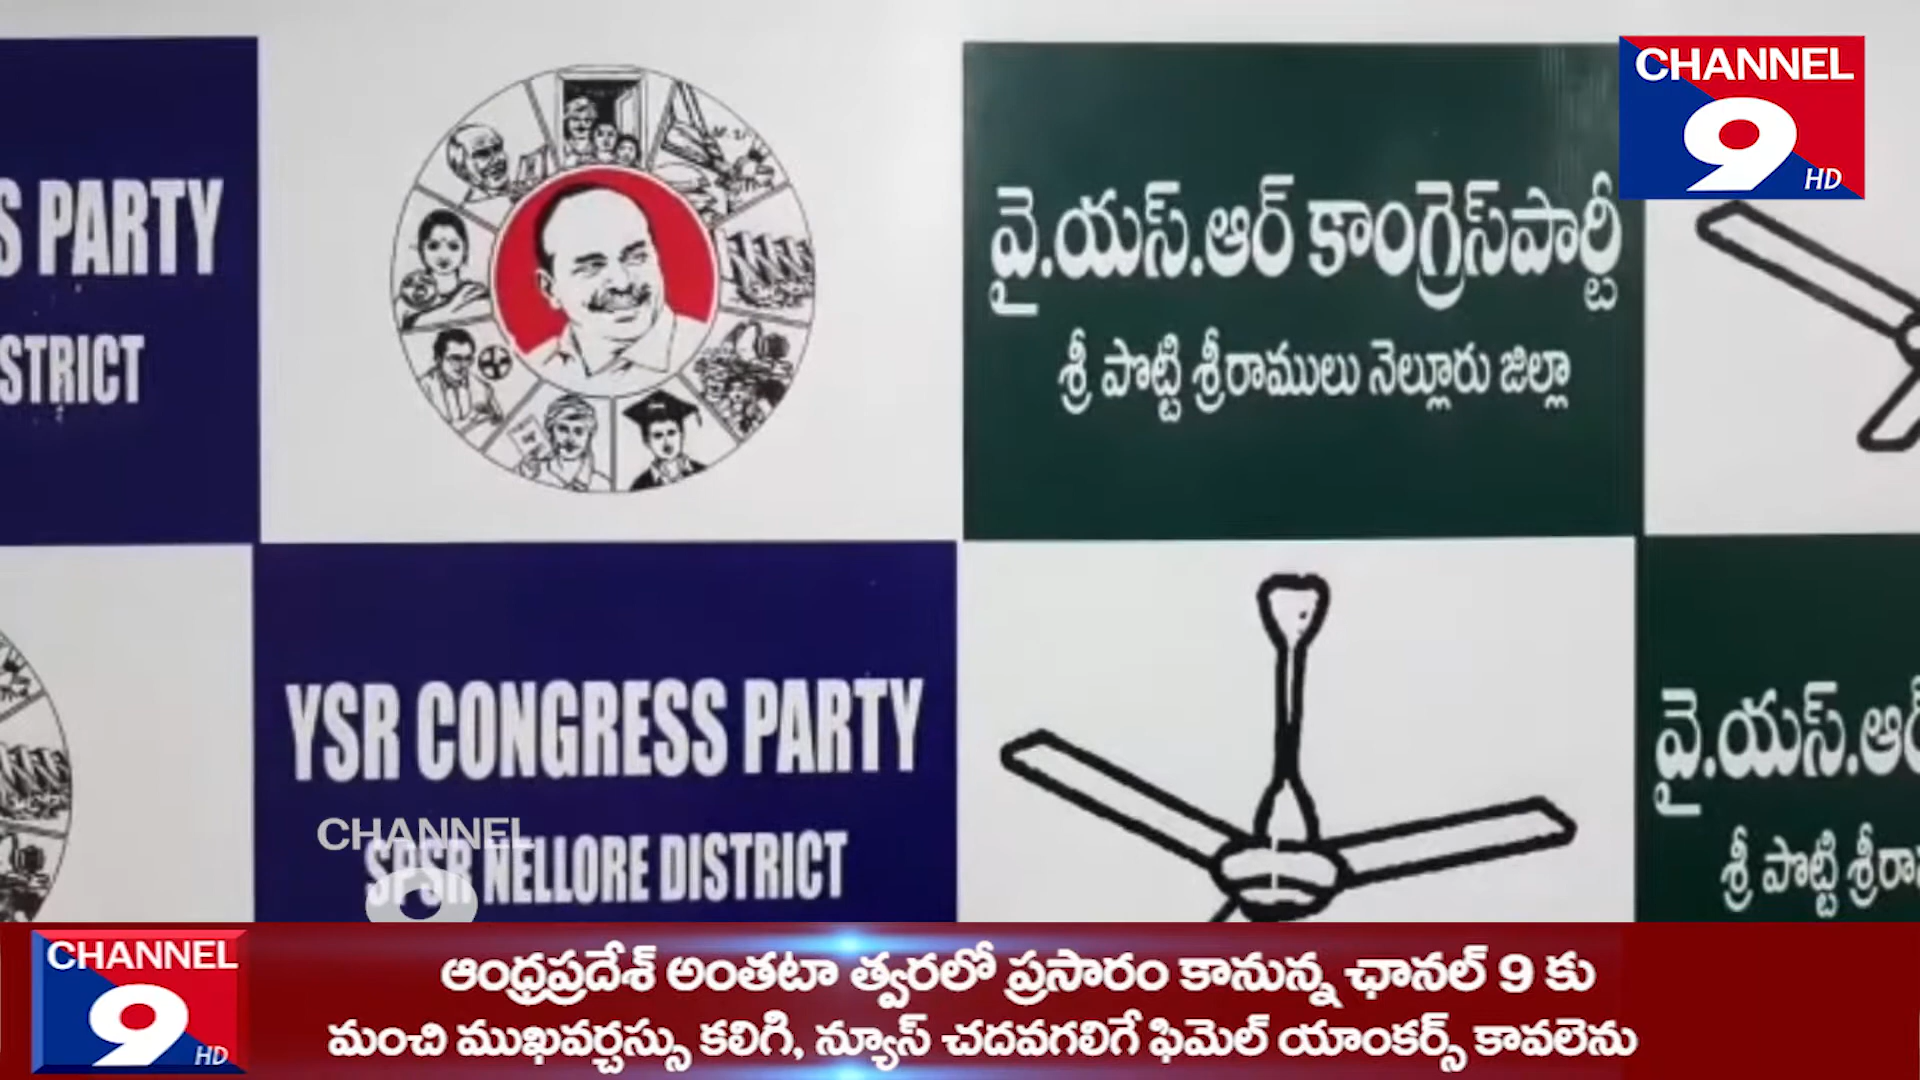 CHANNEL
9
HD
S PARTY
STRICT
వై.యస్.ఆర్ కాంగ్రెస్‌పార్టీ
శ్రీ పొట్టి శ్రీరాములు నెల్లూరు జిల్లా
YSR CONGRESS PARTY
SPSR NELLORE DISTRICT
CHANNEL
వై.యస్.ఆర్
శ్రీ పొట్టి శ్రీరా
CHANNEL
9
HD
ఆంధ్రప్రదేశ్ అంతటా త్వరలో ప్రసారం కానున్న ఛానల్ 9 కు
మంచి ముఖవర్చస్సు కలిగి, న్యూస్ చదవగలిగే ఫిమెల్ యాంకర్స్ కావలెను